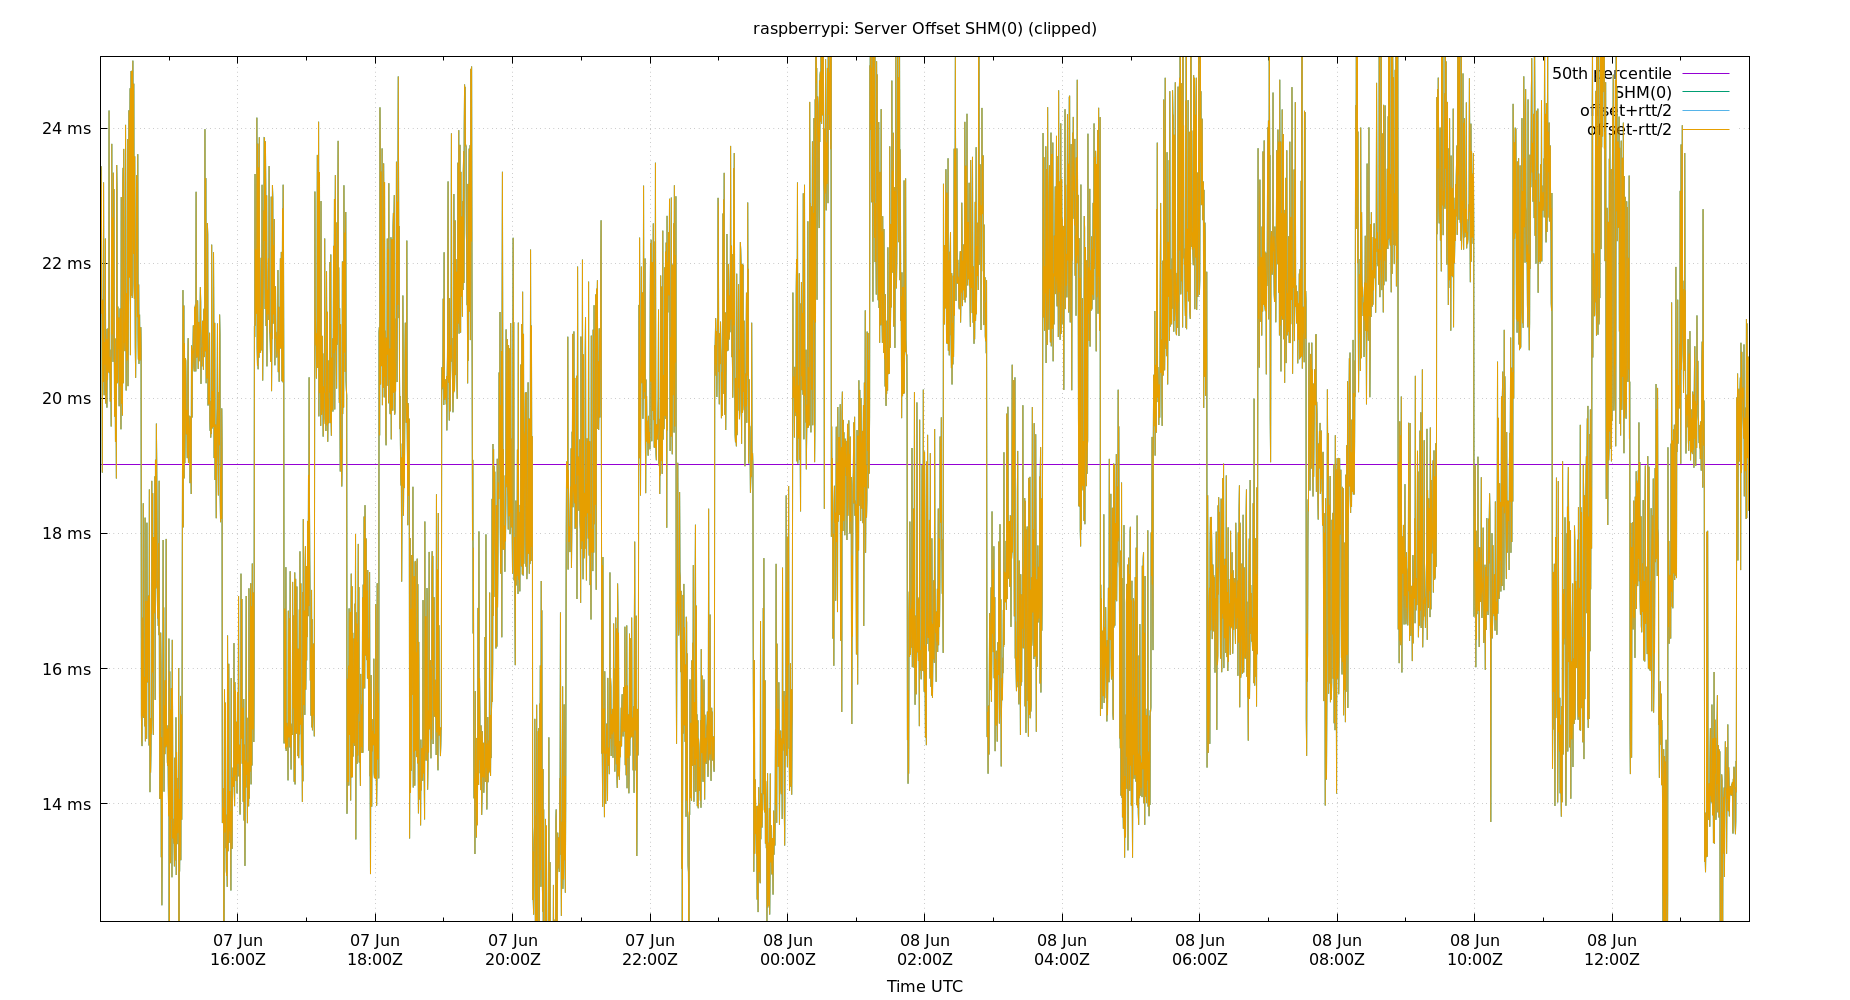 raspberrypi: Server Offset SHM(0) (clipped)
50th percentile
SHM(0)
offset+rtt/2
offset-rtt/2
24 ms
22 ms
20 ms
18 ms
16 ms
14 ms
07 Jun 07 Jun 07 Jun 07 Jun 08 Jun 08 Jun 08 Jun 08 Jun 08 Jun 08 Jun 08 Jun
16:00Z 18:00Z 20:00Z 22:00Z 00:00Z 02:00Z 04:00Z 06:00Z 08:00Z 10:00Z 12:00Z
Time UTC